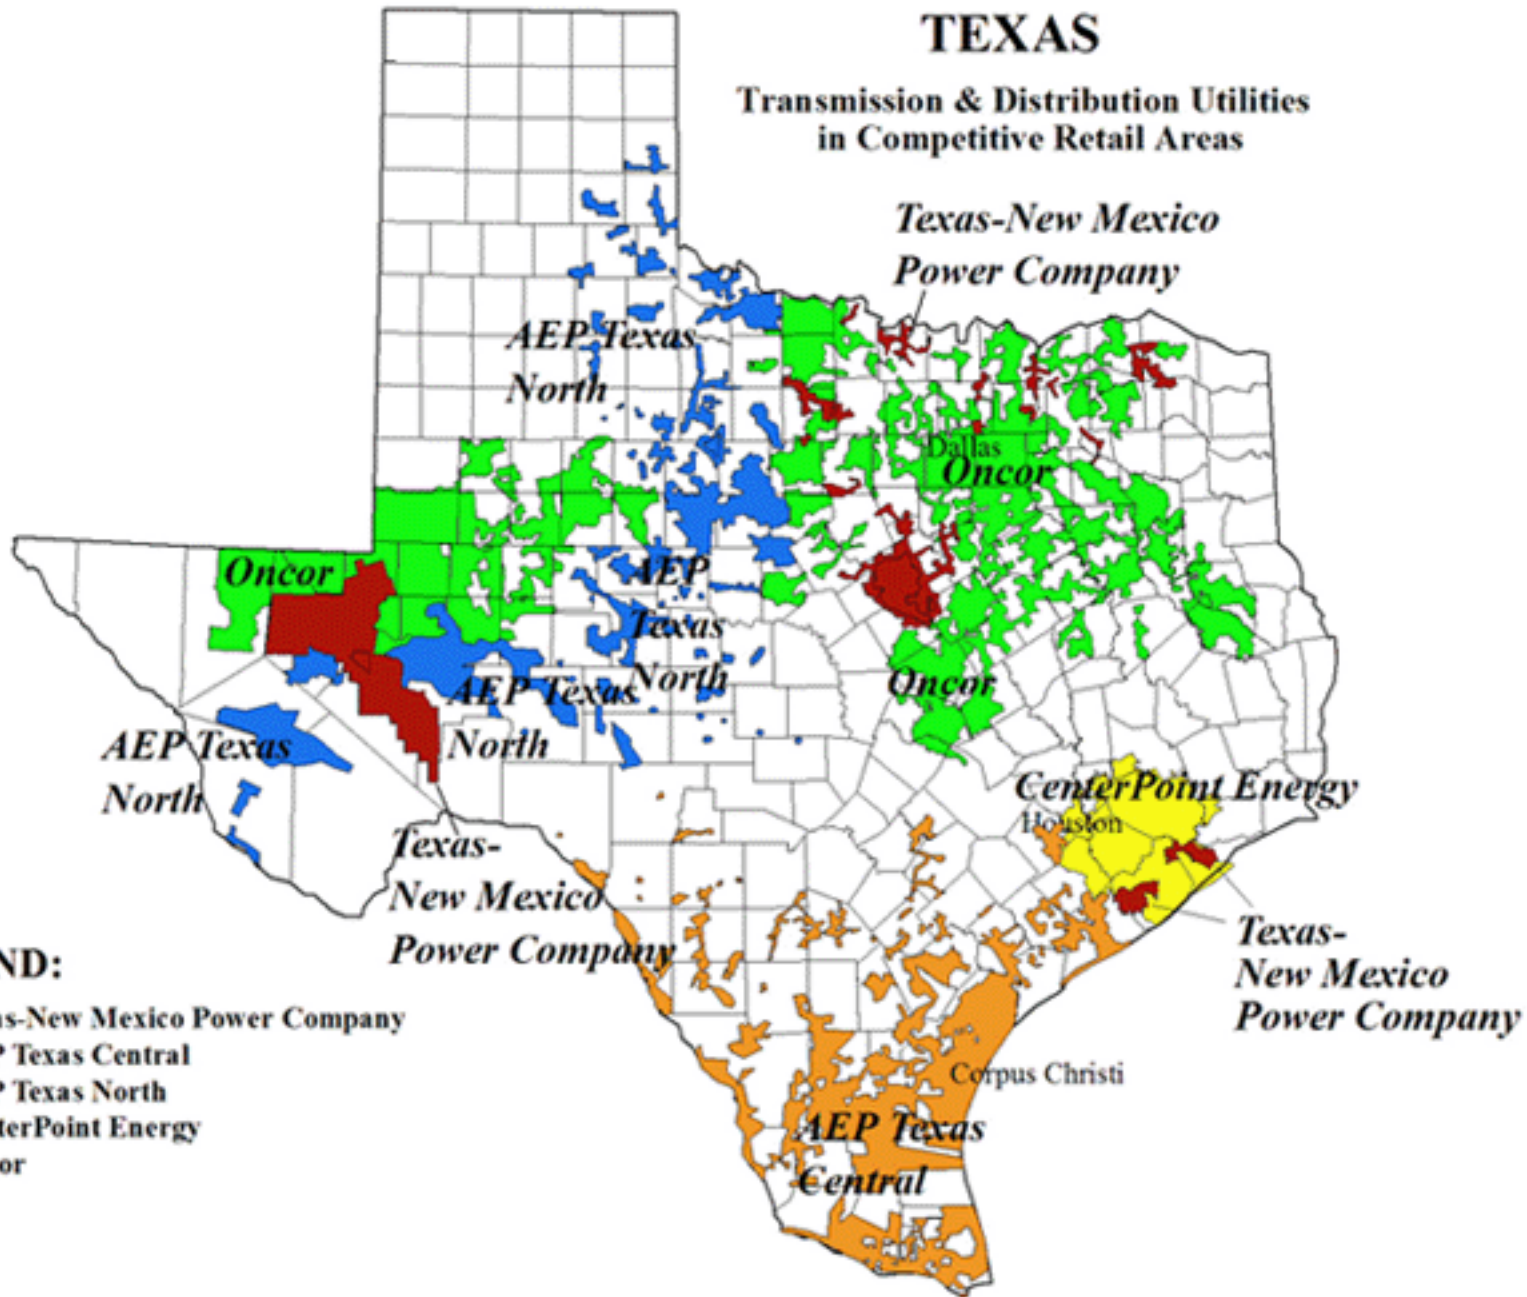 TEXAS
Transmission & Distribution Utilities
in Competitive Retail Areas
Texas-New Mexico
Power Company
AEP Texas
North
Dallas
Oncor
Oncor
AEP
Texas
North
AEP Texas
North
Oncor
AEP Texas
North
CenterPoint Energy
Houston
Texas-
New Mexico
Power Company
Texas-
New Mexico
Power Company
Corpus Christi
AEP Texas
Central
ND:
as-New Mexico Power Company
P Texas Central
P Texas North
terPoint Energy
or